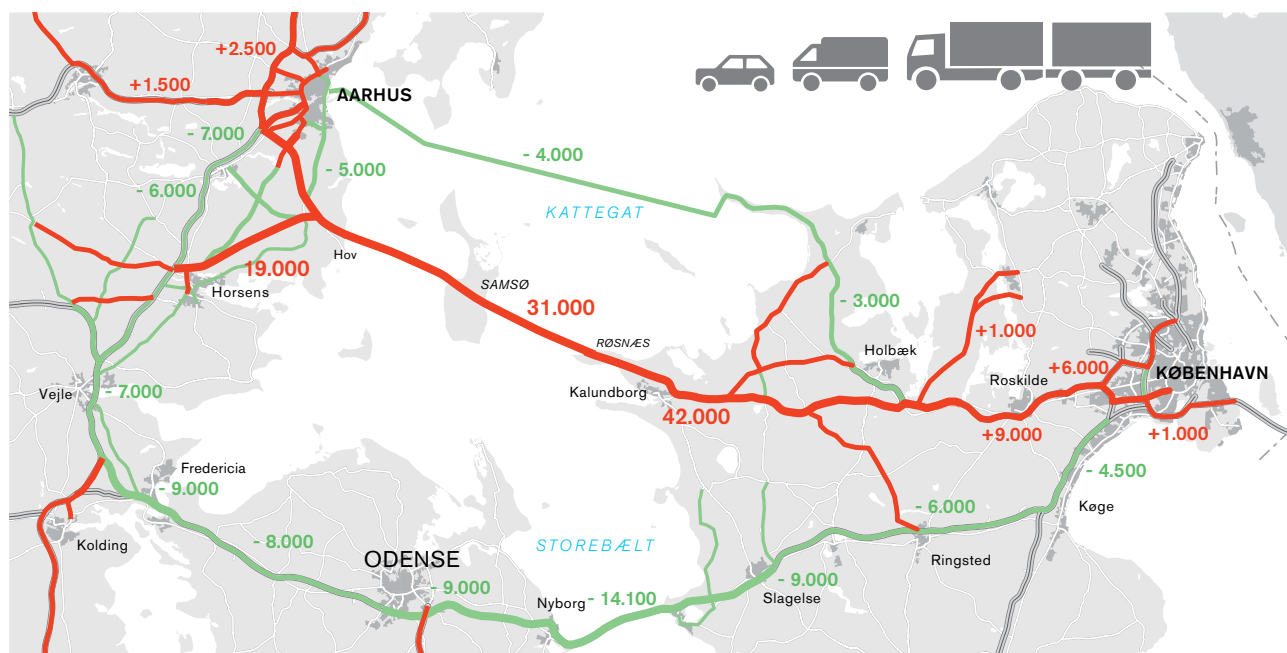 +2.500
+1.500
AARHUS
- 7.000
- 4.000
- 5.000
- 6.000
KATTEGAT
Hov
19.000
SAMSØ
Horsens
31.000
- 3.000
+1.000
RØSNÆS
Holbæk
+6.000
KØBENHAVN
Roskilde
Vejle
- 7.000
Kalundborg
42.000
+9.000
+1.000
Fredericia
- 4.500
- 9.000
- 6.000
Køge
Kolding
- 8.000
STOREBÆLT
ODENSE
Ringsted
- 9.000
- 9.000
Nyborg
- 14.100
Slagelse